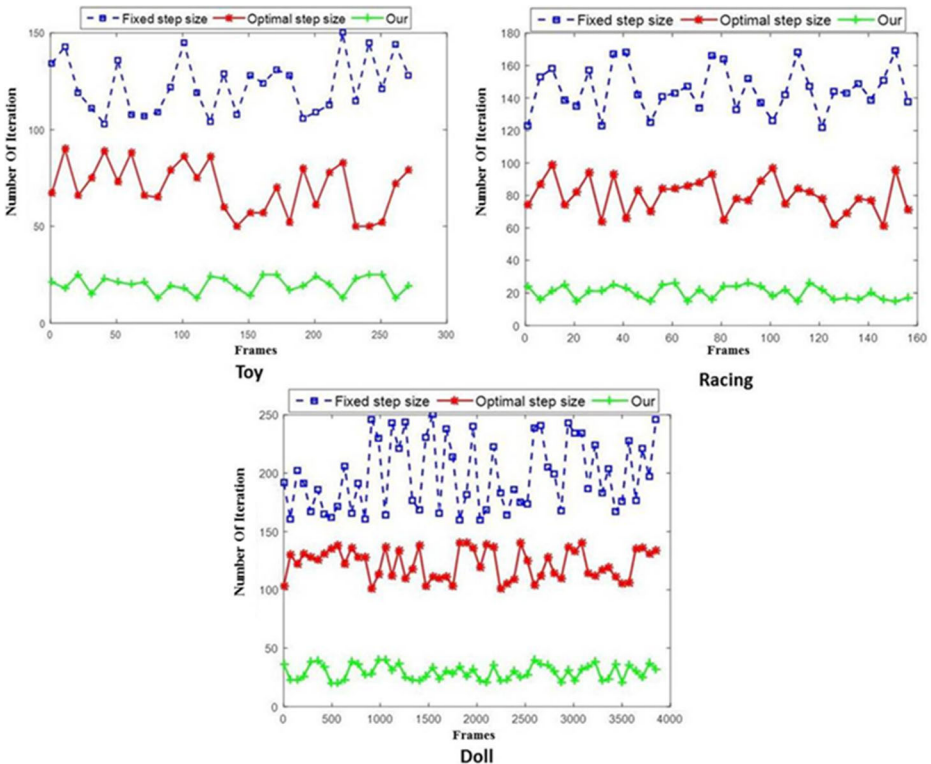 Fixed step size Optimal step size Our
150
100
50
0
Number Of Iteration
0 50 100 150 200 250 300
Frames
Toy
Fixed step size Optimal step size Our
180
160
140
120
100
80
60
40
20
0
Number Of Iteration
0 20 40 60 80 100 120 140 160
Frames
Racing
Fixed step size Optimal step size Our
250
200
150
100
50
0
Number Of Iteration
0 500 1000 1500 2000 2500 3000 3500 4000
Frames
Doll